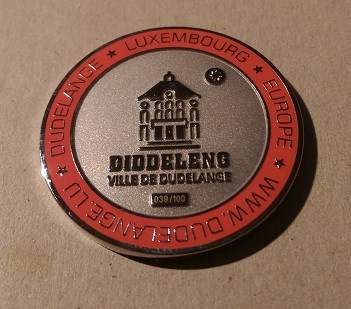 DUDELANGE ★ LUXEMBOURG ★ EUROPE ★ WWW.DUDELANGE.LU ★
DIDDELENG
VILLE DE DUDELANGE
039/100